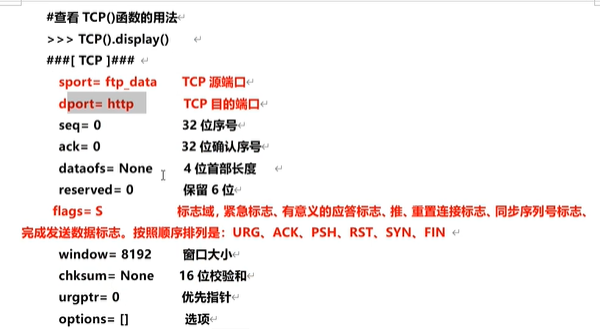 #查看 TCP()函数的用法
>>> TCP().display()
###[ TCP ]###
sport= ftp_data TCP 源端口
dport= http TCP 目的端口
seq= 0 32 位序号
ack= 0 32 位确认序号
dataofs= None 4 位首部长度
reserved= 0 保留 6 位
flags= S 标志域，紧急标志、有意义的应答标志、推、重置连接标志、同步序列号标志、
完成发送数据标志。按照顺序排列是：URG、ACK、PSH、RST、SYN、FIN
window= 8192 窗口大小
chksum= None 16 位校验和
urgptr= 0 优先指针
options= [] 选项